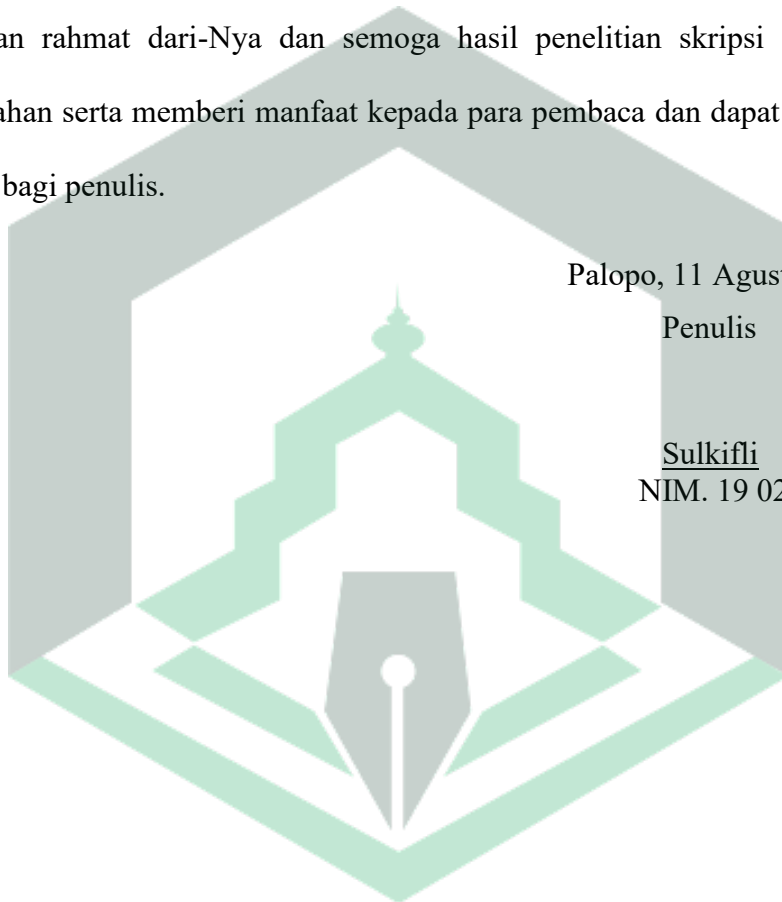 an rahmat dari-Nya dan semoga hasil penelitian skripsi
ahan serta memberi manfaat kepada para pembaca dan dapat
bagi penulis.
Palopo, 11 Agus
Penulis
Sulkifli
NIM. 19 02